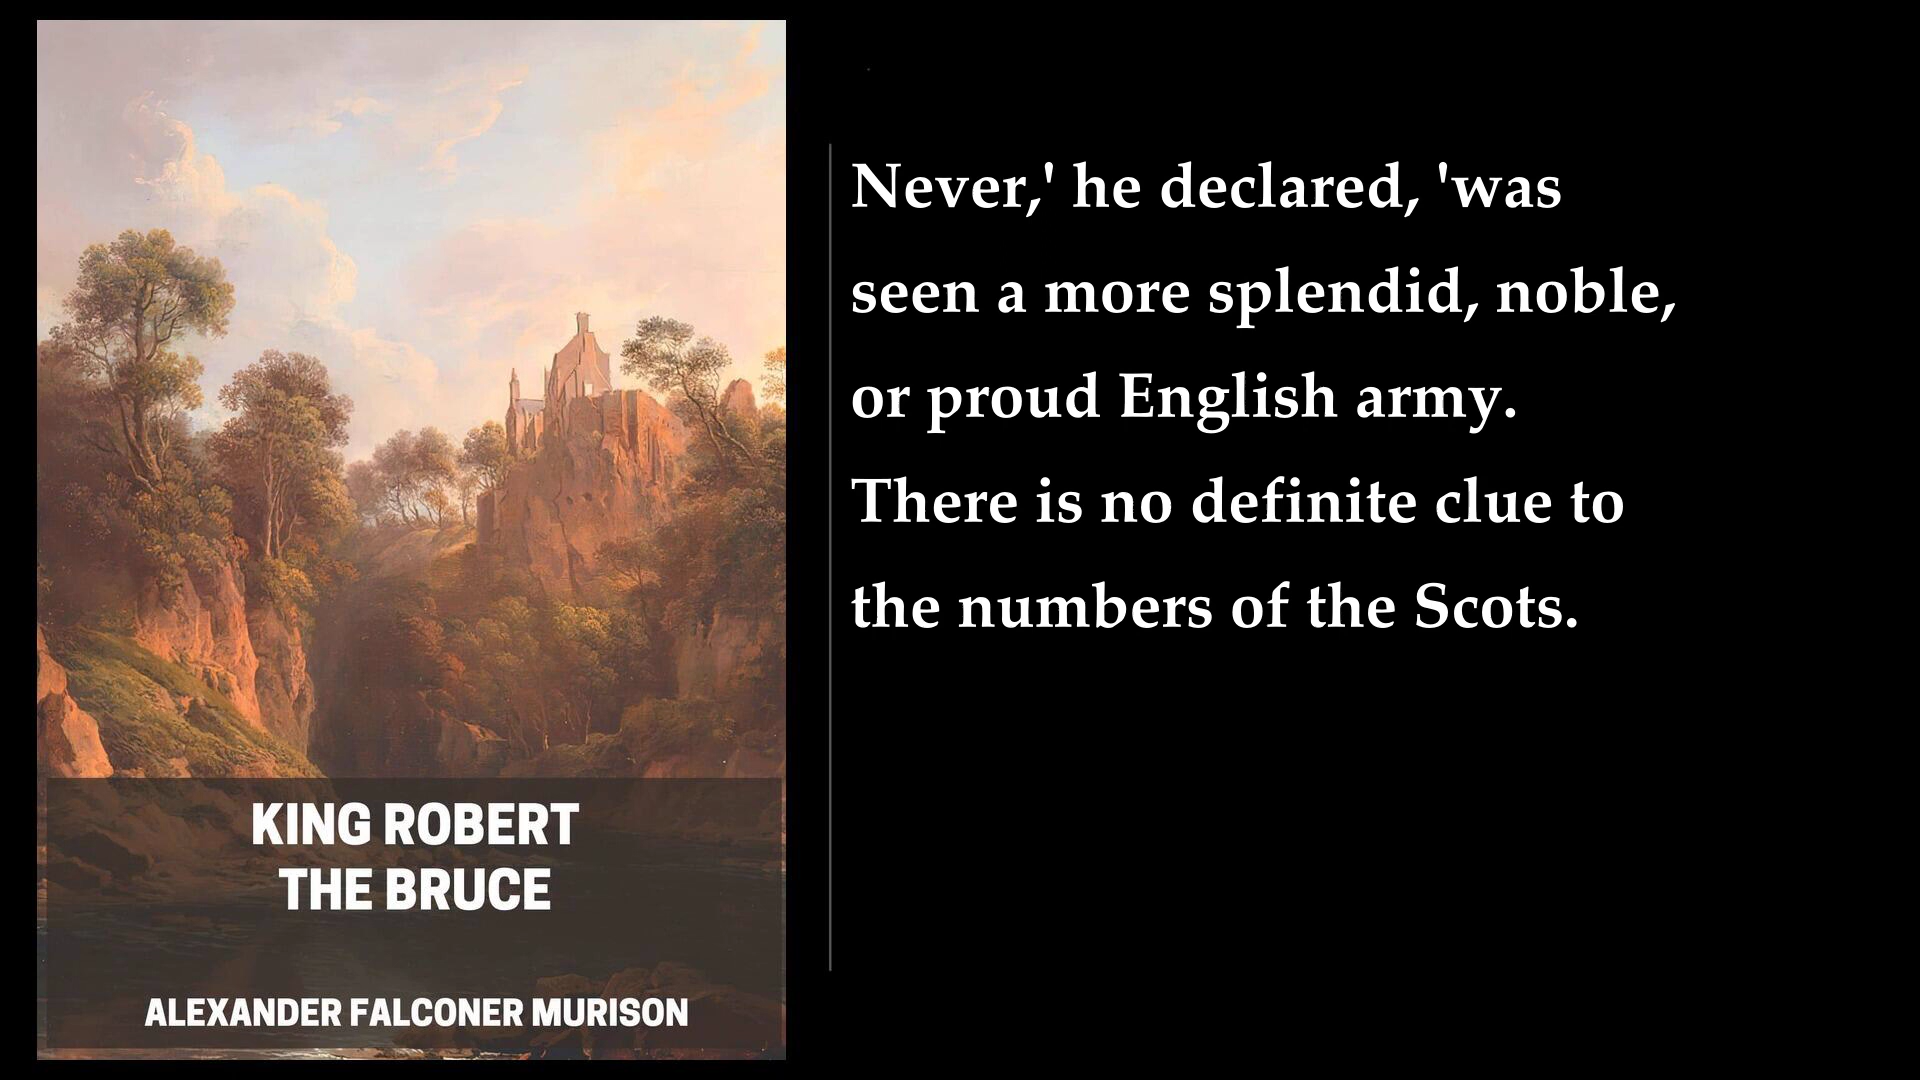 KING ROBERT
THE BRUCE
ALEXANDER FALCONER MURISON
Never,' he declared, 'was
seen a more splendid, noble,
or proud English army.
There is no definite clue to
the numbers of the Scots.